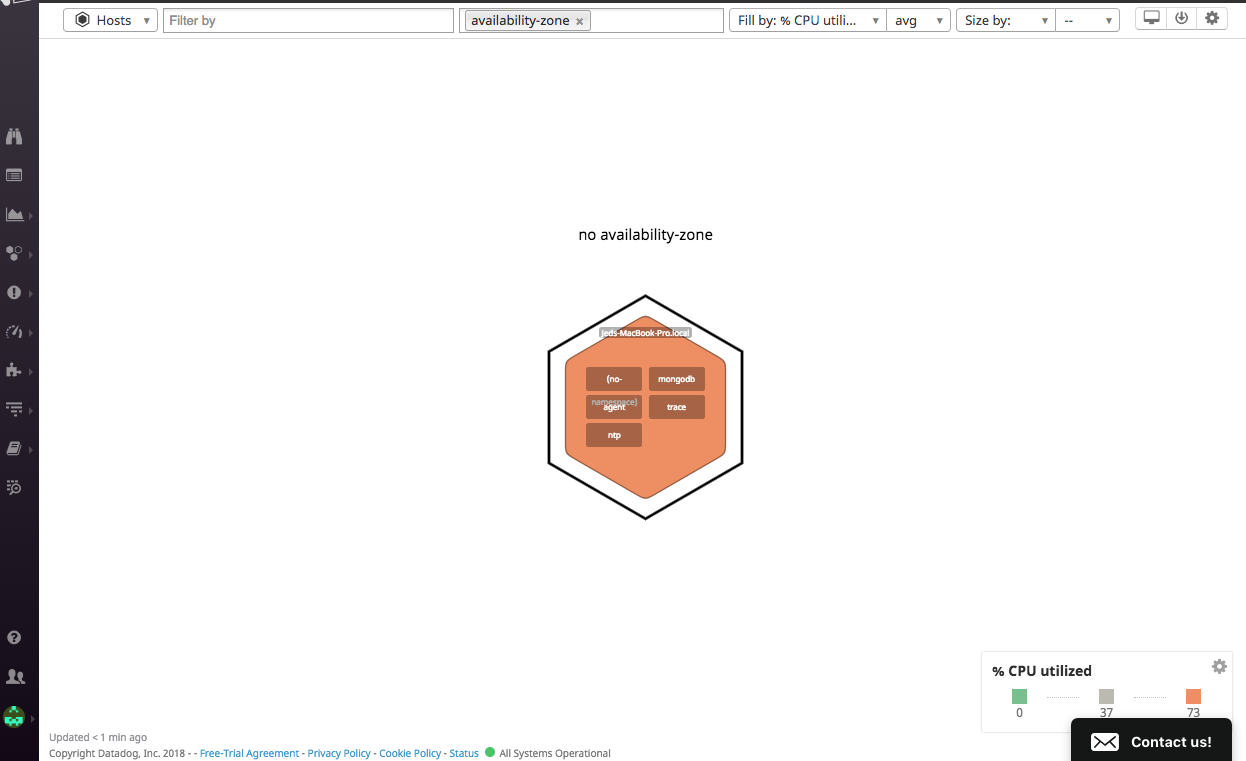 Hosts
Filter by
availability-zone ×
Fill by: % CPU utili...
avg
Size by:
--
no availability-zone
Jeds-MacBook-Pro.local
(no-namespace)
mongodb
agent
trace
ntp
% CPU utilized
0 37 73
Updated < 1 min ago
Copyright Datadog, Inc. 2018 - - Free-Trial Agreement - Privacy Policy - Cookie Policy - Status All Systems Operational
Contact us!